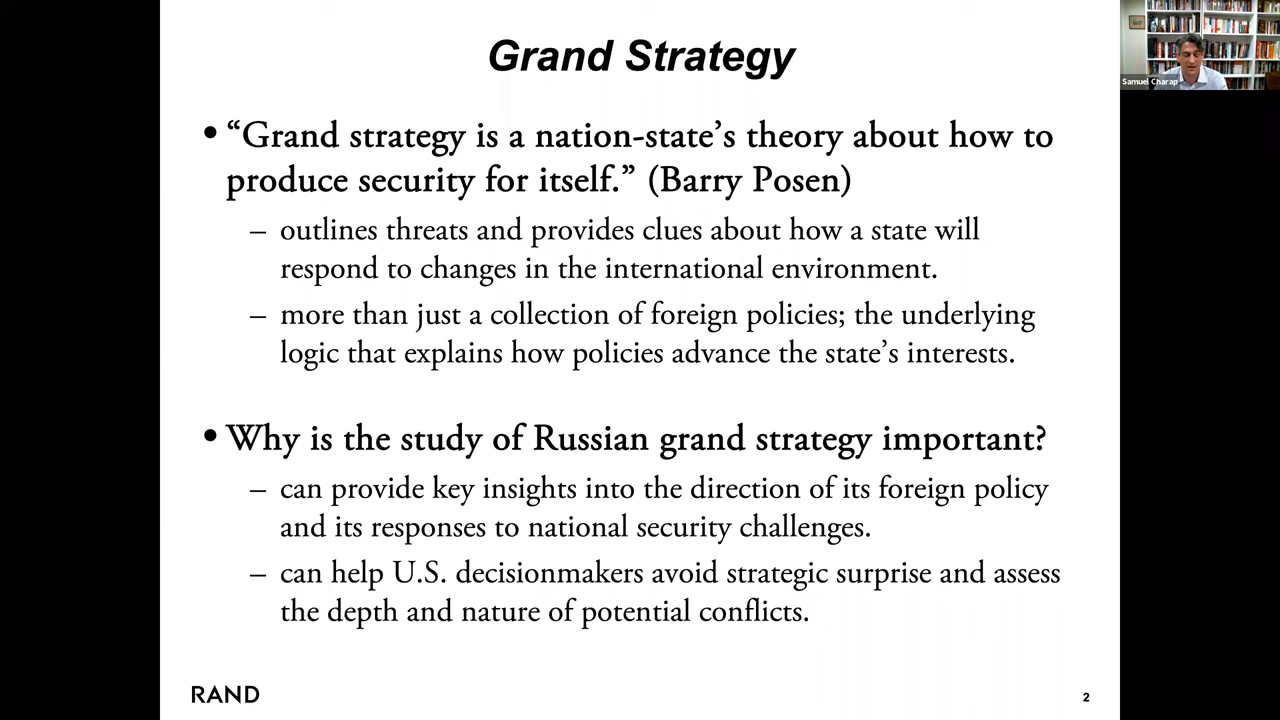 Grand Strategy
• “Grand strategy is a nation-state’s theory about how to
produce security for itself.” (Barry Posen)
– outlines threats and provides clues about how a state will
respond to changes in the international environment.
– more than just a collection of foreign policies; the underlying
logic that explains how policies advance the state’s interests.
• Why is the study of Russian grand strategy important?
– can provide key insights into the direction of its foreign policy
and its responses to national security challenges.
– can help U.S. decisionmakers avoid strategic surprise and assess
the depth and nature of potential conflicts.
RAND
2
Samuel Charap